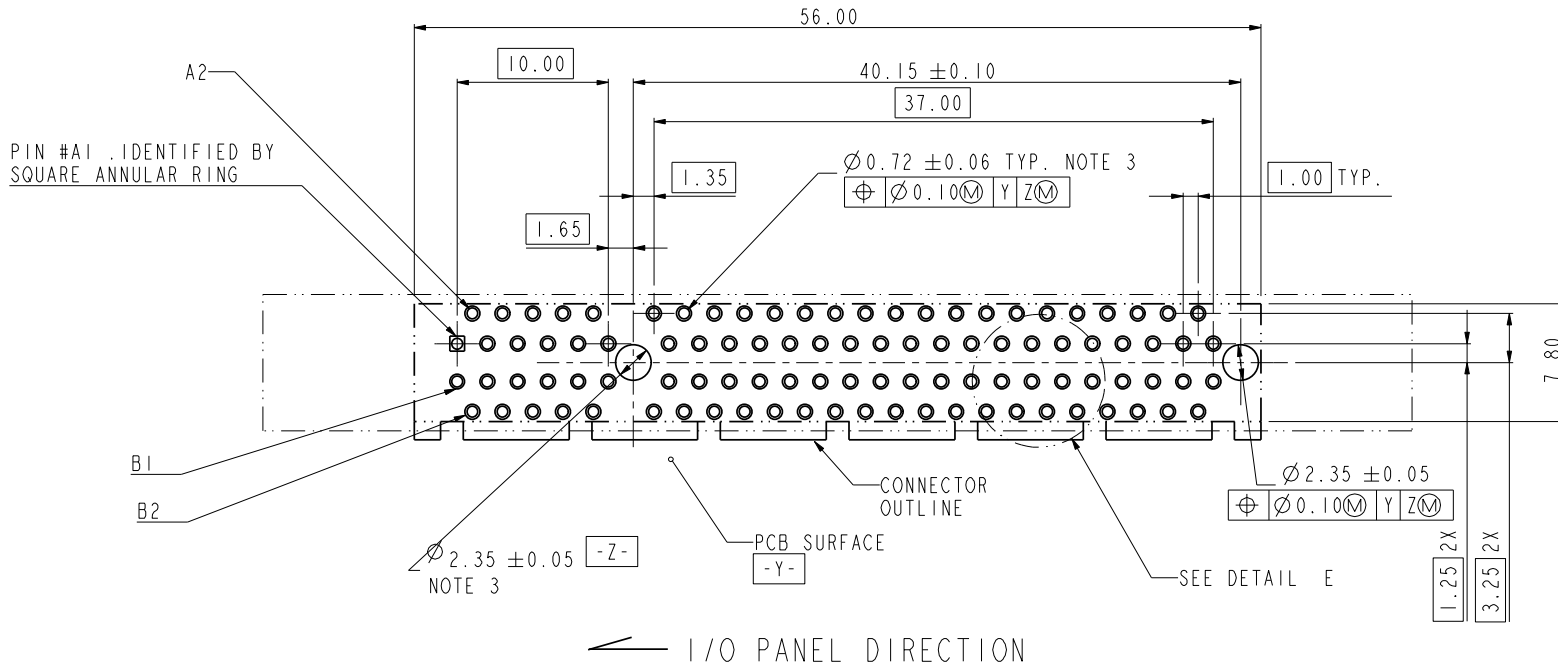 56.00
A2
10.00
40.15 ±0.10
37.00
PIN #A1 .IDENTIFIED BY
SQUARE ANNULAR RING
1.35
Ø0.72 ±0.06 TYP. NOTE 3
⌖ Ø0.10Ⓜ Y ZⓂ
1.00 TYP.
1.65
7.80
B1
B2
CONNECTOR
OUTLINE
Ø2.35 ±0.05
⌖ Ø0.10Ⓜ Y ZⓂ
Ø2.35 ±0.05 -Z-
NOTE 3
PCB SURFACE
-Y-
SEE DETAIL E
1.25 2X
3.25 2X
I/O PANEL DIRECTION